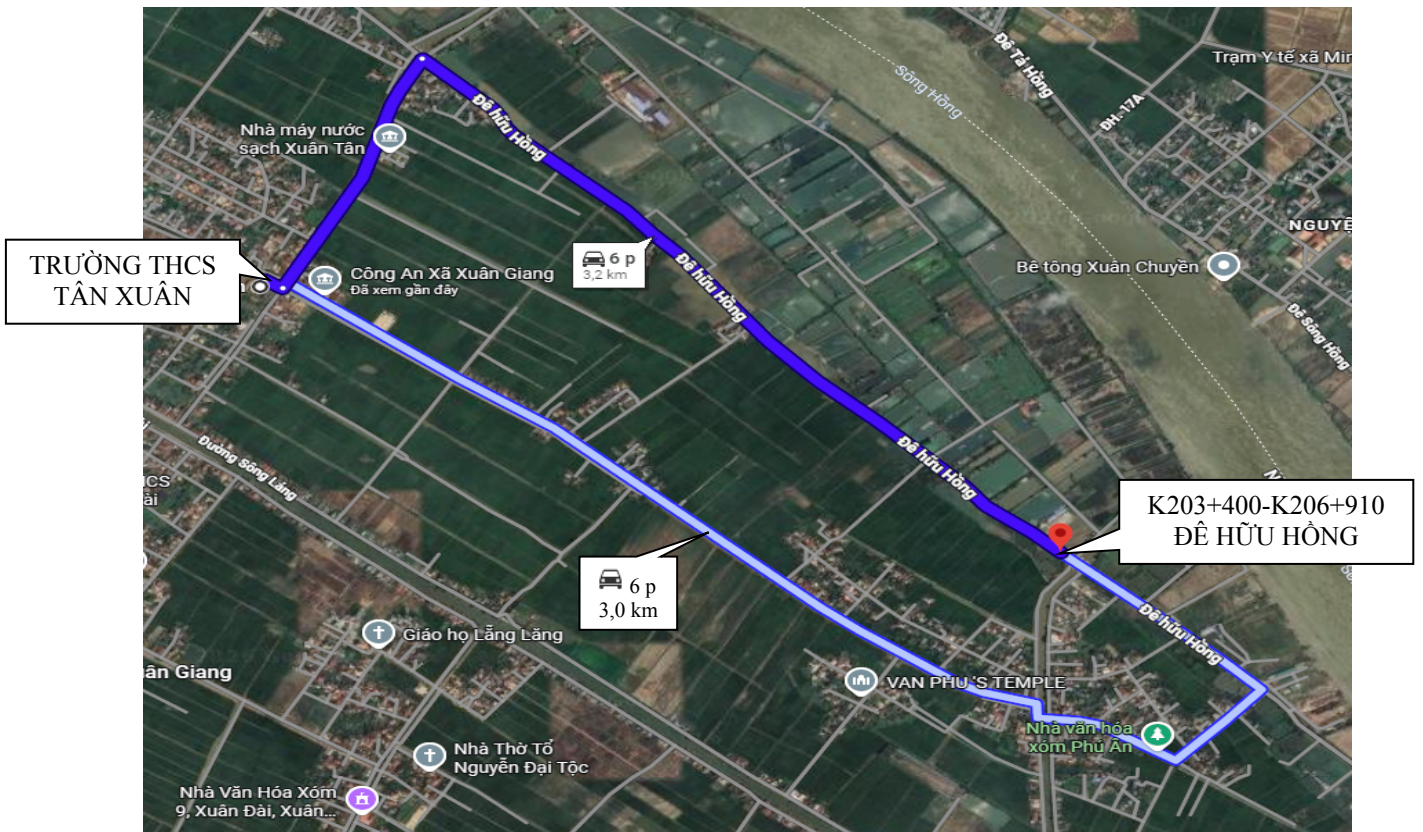 Trạm Y tế xã Min
Đê Tả Hồng
Sông Hồng
ĐH. 17A
Đê hữu Hồng
Nhà máy nước
sạch Xuân Tân
NGUYỆ
6 p
3,2 km
Đê hữu Hồng
Bê tông Xuân Chuyền
TRƯỜNG THCS
TÂN XUÂN
Công An Xã Xuân Giang
Đã xem gần đây
Đê Sông Hồng
Đường Sông Láng
Đê hữu Hồng
ICS
ài
K203+400-K206+910
ĐÊ HỮU HỒNG
6 p
3,0 km
Giáo họ Lẵng Lăng
Đê hữu Hồng
ân Giang
VAN PHU 'S TEMPLE
Nhà văn hóa
xóm Phú An
Nhà Thờ Tổ
Nguyễn Đại Tộc
Nhà Văn Hóa Xóm
9, Xuân Đài, Xuân...